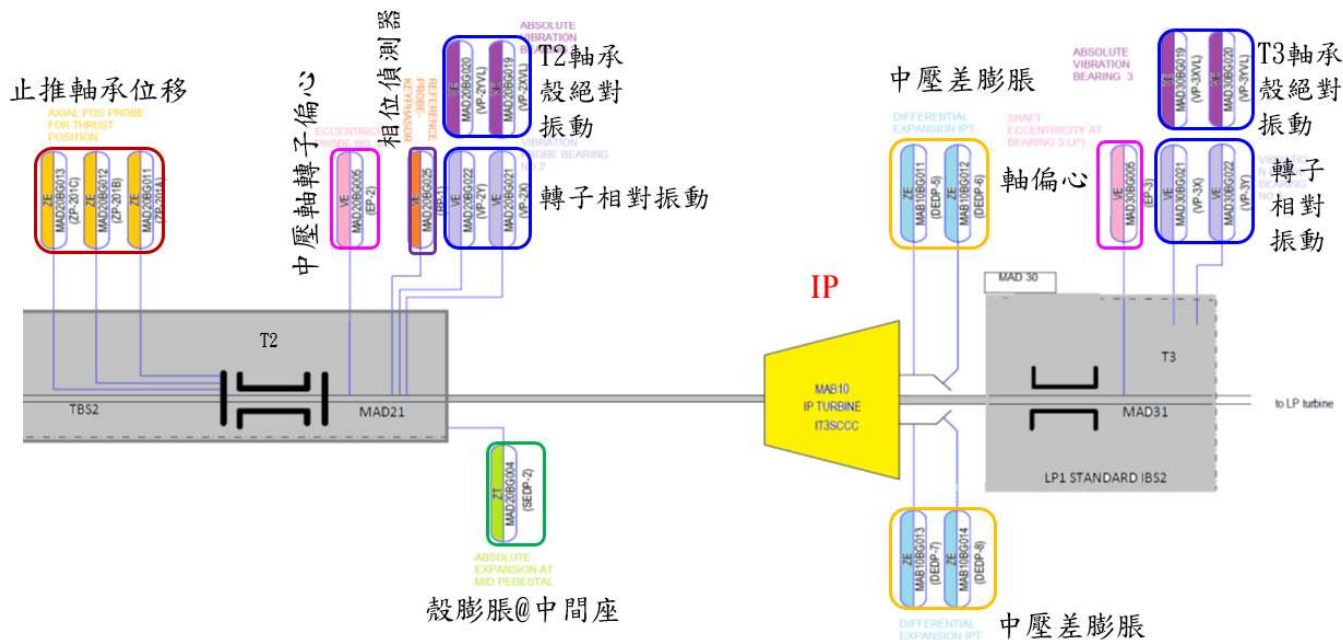 止推軸承位移
AXIAL POS PROBE
FOR THRUST
POSITION
ZE
MAD20BG013
(ZP-201C)
ZE
MAD20BG012
(ZP-201B)
ZE
MAD20BG011
(ZP-201A)
中壓軸轉子偏心
VE
MAD20BG005
(EP-2)
相位偵測器
REFERENCE
PROBE-
KEYPHASOR
VE
MAD20BG025
ABSOLUTE
VIBRATION
VE
MAD20BG020
(VP-2YVL)
VE
MAD20BG019
(VP-2XVL)
T2軸承
殼絕對
振動
VIBRATION
PROBE BEARING
NO 2
VE
MAD20BG022
(VP-2Y)
VE
MAD20BG021
(VP-2X)
轉子相對振動
中壓差膨脹
DIFFERENTIAL
EXPANSION IPT
ZE
MAB10BG011
(DEDP-5)
ZE
MAB10BG012
(DEDP-6)
ABSOLUTE
VIBRATION
BEARING 3
SHAFT
ECCENTRICITY AT
BEARING 3 LP1
軸偏心
VE
MAD30BG005
(EP-3)
VE
MAD30BG019
(VP-3XVL)
VE
MAD30BG020
(VP-3YVL)
T3軸承
殼絕對
振動
VE
MAD30BG021
(VP-3X)
VE
MAD30BG022
(VP-3Y)
轉子
相對
振動
T2
TBS2
MAD21
IP
MAB10
IP TURBINE
IT3SCCC
MAD 30
T3
MAD31
LP1 STANDARD IBS2
to LP turbine
ZT
MAD20BG004
(SEDP-2)
ABSOLUTE
EXPANSION AT
MID PEDESTAL
殼膨脹@中間座
ZE
MAB10BG013
(DEDP-7)
ZE
MAB10BG014
(DEDP-8)
DIFFERENTIAL
EXPANSION IPT
中壓差膨脹